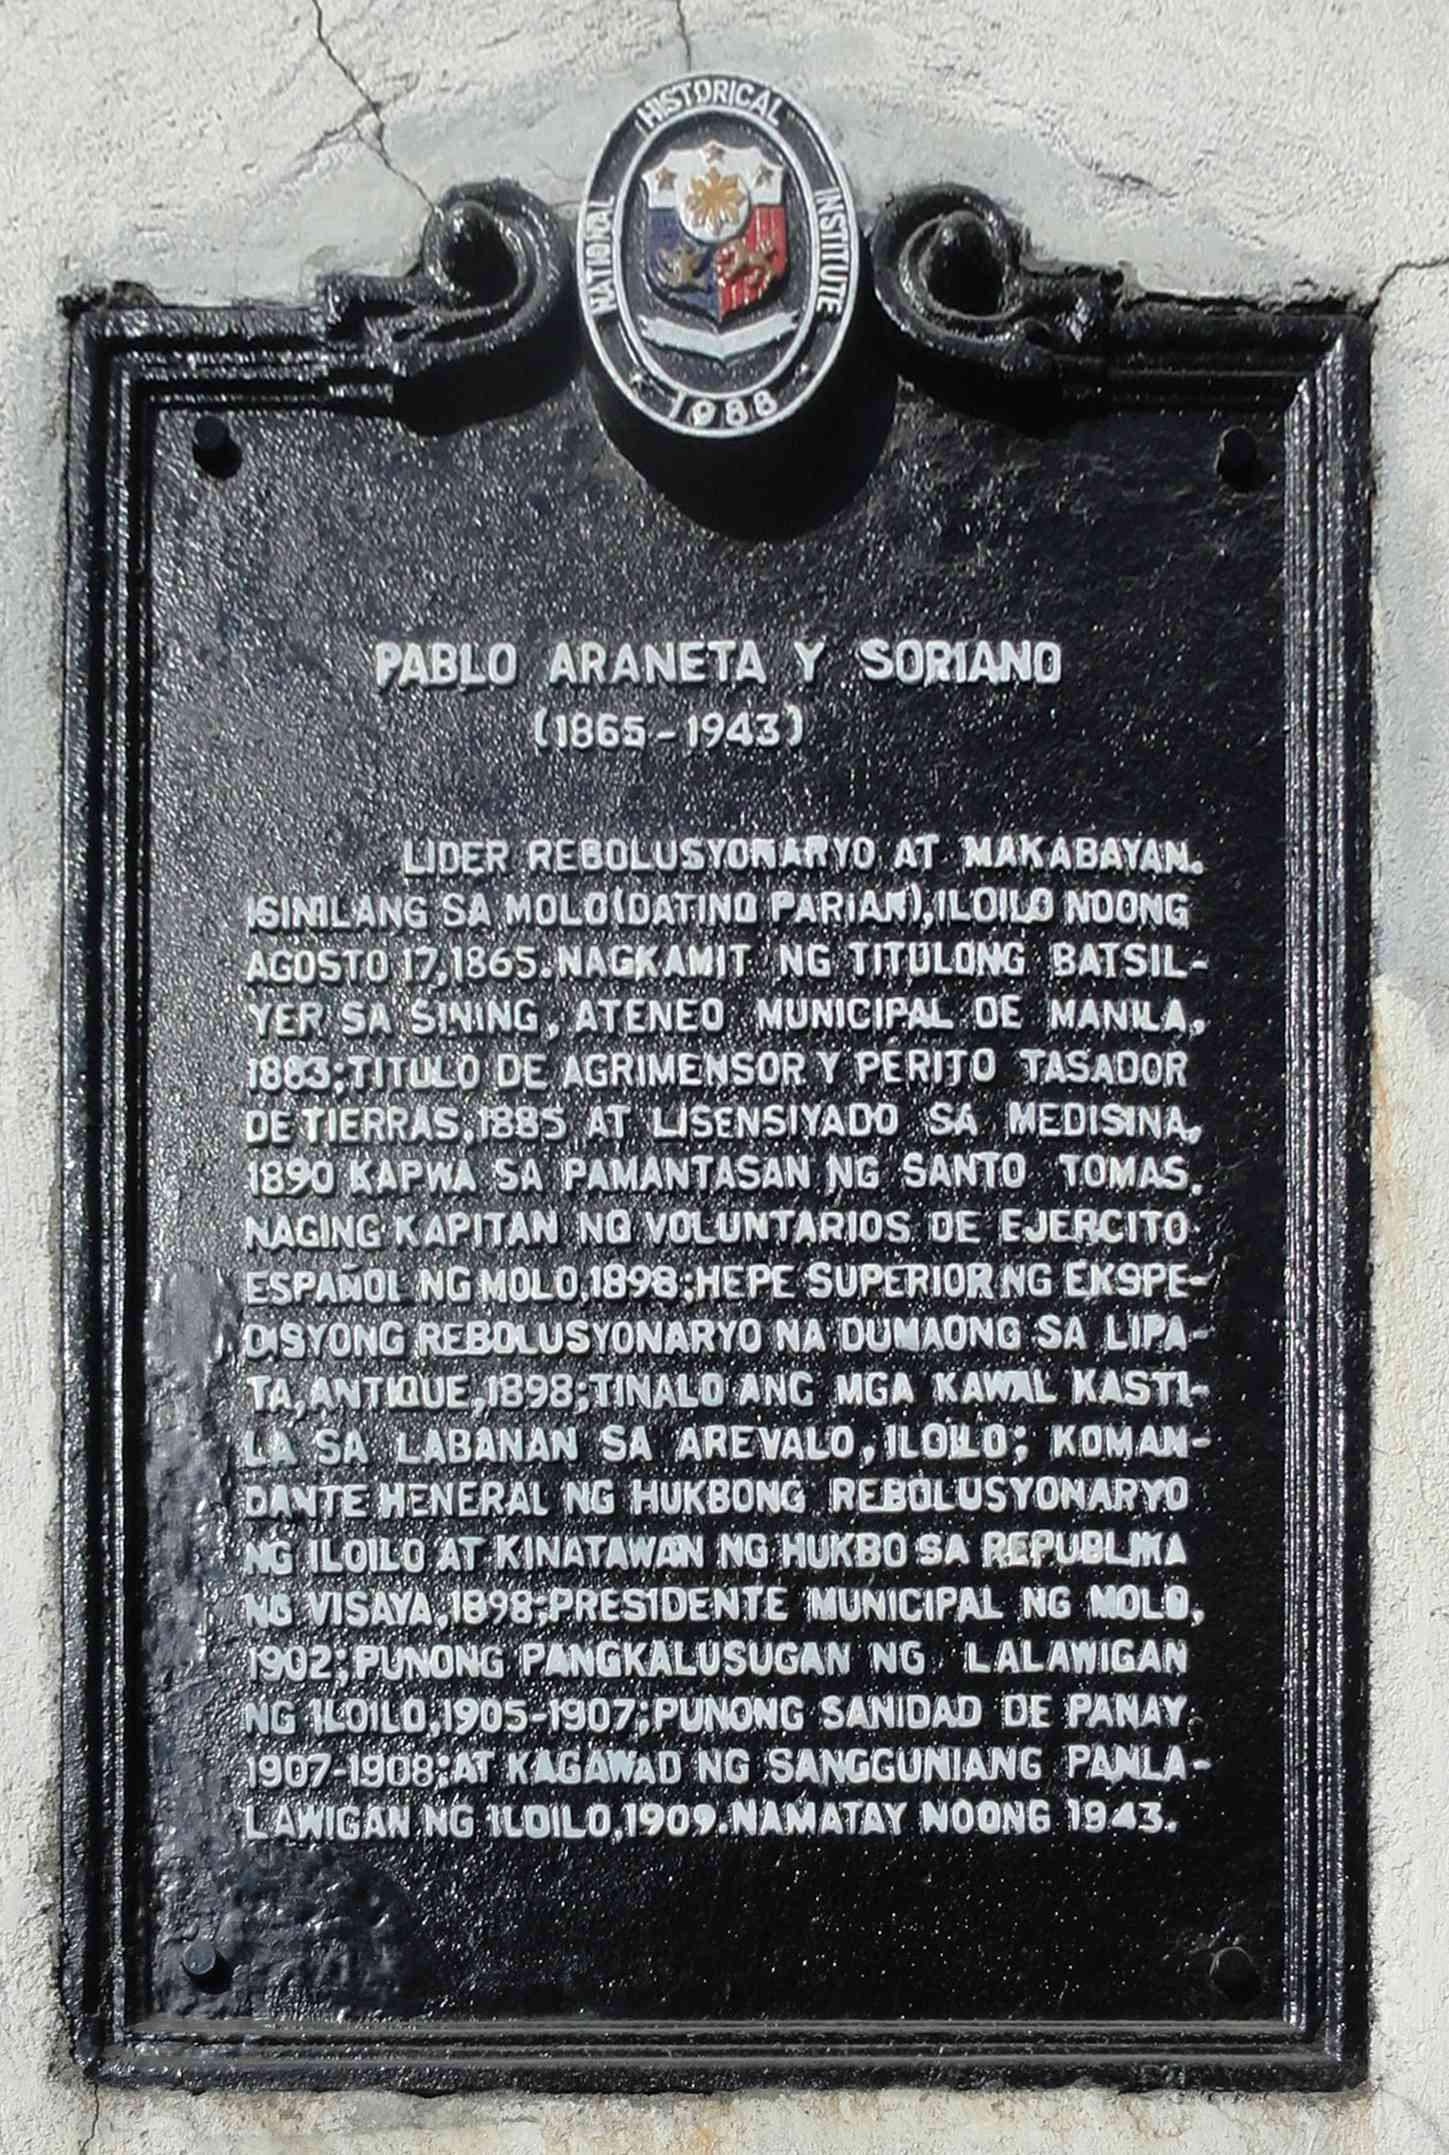 NATIONAL HISTORICAL INSTITUTE
1988
PABLO ARANETA Y SORIANO
(1865-1943)
LIDER REBOLUSYONARYO AT MAKABAYAN.
ISINILANG SA MOLO(DATING PARIAN), ILOILO NOONG
AGOSTO 17, 1865. NAGKAMIT NG TITULONG BATSIL-
YER SA SINING, ATENEO MUNICIPAL DE MANILA,
1883; TITULO DE AGRIMENSOR Y PERITO TASADOR
DE TIERRAS, 1885 AT LISENSIYADO SA MEDISINA,
1890 KAPWA SA PAMANTASAN NG SANTO TOMAS.
NAGING KAPITAN NG VOLUNTARIOS DE EJERCITO
ESPAÑOL NG MOLO, 1898; HEPE SUPERIOR NG EKSPE-
DISYONG REBOLUSYONARYO NA DUMAONG SA LIPA-
TA, ANTIQUE, 1898; TINALO ANG MGA KAWAL KASTI-
LA SA LABANAN SA AREVALO, ILOILO; KOMAN-
DANTE HENERAL NG HUKBONG REBOLUSYONARYO
NG ILOILO AT KINATAWAN NG HUKBO SA REPUBLIKA
NG VISAYA, 1898; PRESIDENTE MUNICIPAL NG MOLO,
1902; PUNONG PANGKALUSUGAN NG LALAWIGAN
NG ILOILO, 1905-1907; PUNONG SANIDAD DE PANAY
1907-1908; AT KAGAWAD NG SANGGUNIANG PANLA-
LAWIGAN NG ILOILO, 1909. NAMATAY NOONG 1943.